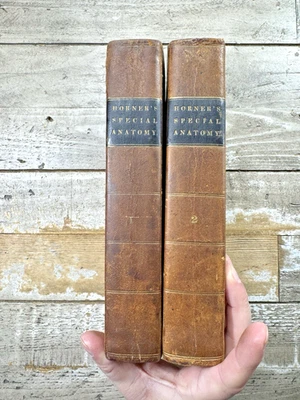 HORNER'S
SPECIAL
ANATOMY.
HORNER'S
SPECIAL
ANATOMY.
2